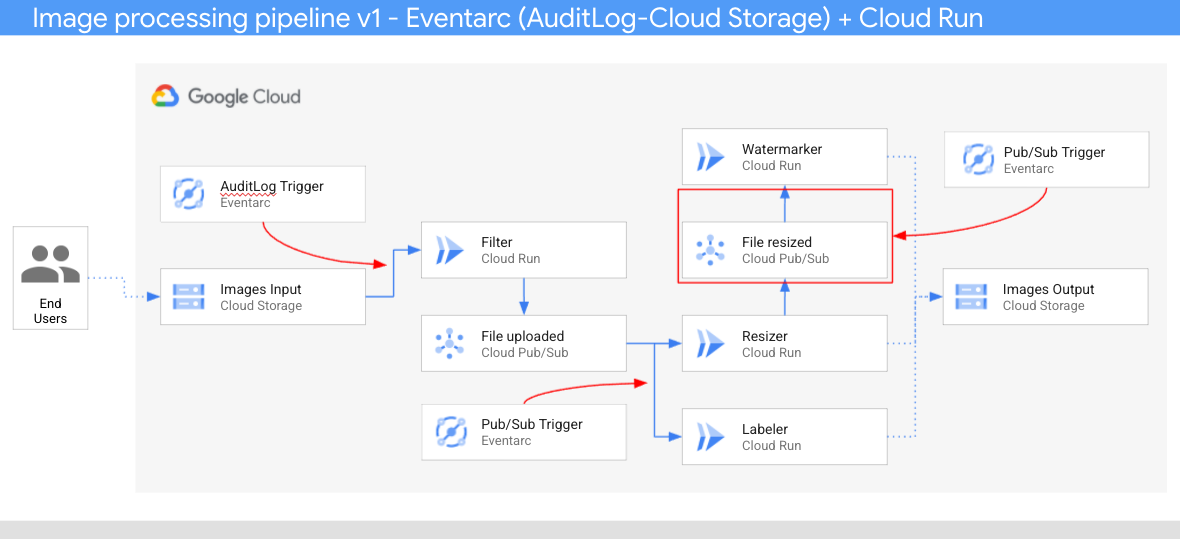 Image processing pipeline v1 - Eventarc (AuditLog-Cloud Storage) + Cloud Run
Google Cloud
AuditLog Trigger
Eventarc
End
Users
Images Input
Cloud Storage
Filter
Cloud Run
File uploaded
Cloud Pub/Sub
Pub/Sub Trigger
Eventarc
Watermarker
Cloud Run
File resized
Cloud Pub/Sub
Resizer
Cloud Run
Labeler
Cloud Run
Pub/Sub Trigger
Eventarc
Images Output
Cloud Storage